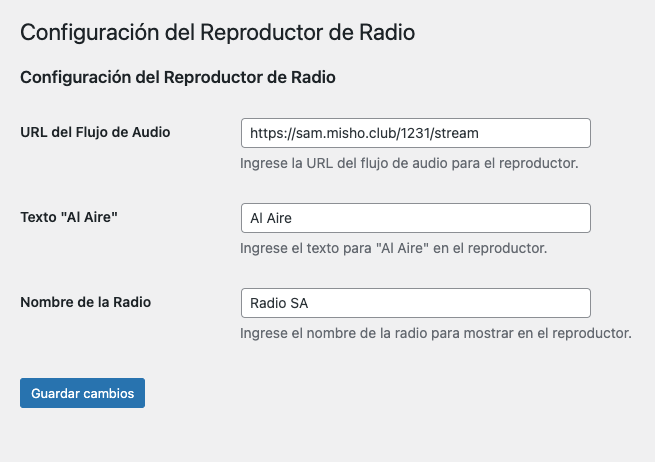 Configuración del Reproductor de Radio
Configuración del Reproductor de Radio
URL del Flujo de Audio
https://sam.misho.club/1231/stream
Ingrese la URL del flujo de audio para el reproductor.
Texto "Al Aire"
Al Aire
Ingrese el texto para "Al Aire" en el reproductor.
Nombre de la Radio
Radio SA
Ingrese el nombre de la radio para mostrar en el reproductor.
Guardar cambios